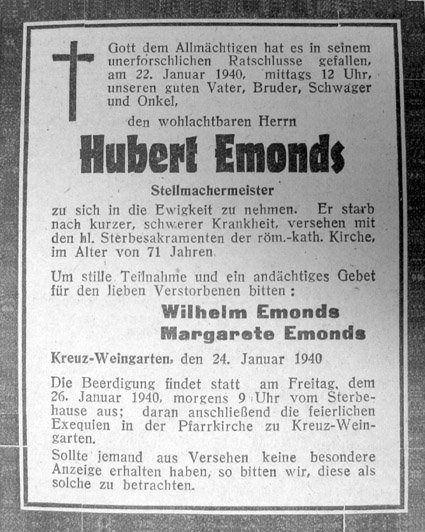 Gott dem Allmächtigen hat es in seinem
unerforschlichen Ratschlusse gefallen,
am 22. Januar 1940, mittags 12 Uhr,
unseren guten Vater, Bruder, Schwager
und Onkel,
den wohlachtbaren Herrn
Hubert Emonds
Stellmachermeister
zu sich in die Ewigkeit zu nehmen. Er starb
nach kurzer, schwerer Krankheit, versehen mit
den hl. Sterbesakramenten der röm.-kath. Kirche,
im Alter von 71 Jahren.
Um stille Teilnahme und ein andächtiges Gebet
für den lieben Verstorbenen bitten:
Wilhelm Emonds
Margarete Emonds
Kreuz-Weingarten, den 24. Januar 1940
Die Beerdigung findet statt am Freitag, dem
26. Januar 1940, morgens 9 Uhr vom Sterbe-
hause aus; daran anschließend die feierlichen
Exequien in der Pfarrkirche zu Kreuz-Wein-
garten.
Sollte jemand aus Versehen keine besondere
Anzeige erhalten haben, so bitten wir, diese als
solche zu betrachten.